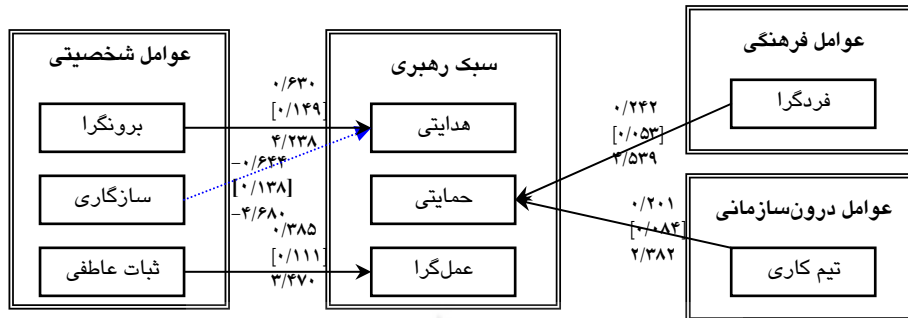 عوامل شخصیتی
برونگرا
سازگاری
ثبات عاطفی
۰/۶۳۰
[۰/۱۴۹]
۴/۲۳۸
−۰/۶۴۴
[۰/۱۳۸]
−۴/۶۸۰
۰/۳۸۵
[۰/۱۱۱]
۳/۴۷۰
سبک رهبری
هدایتی
حمایتی
عمل‌گرا
۰/۲۴۲
[۰/۰۵۳]
۴/۵۳۹
۰/۲۰۱
[۰/۰۸۴]
۲/۳۸۲
عوامل فرهنگی
فردگرا
عوامل درون‌سازمانی
تیم کاری